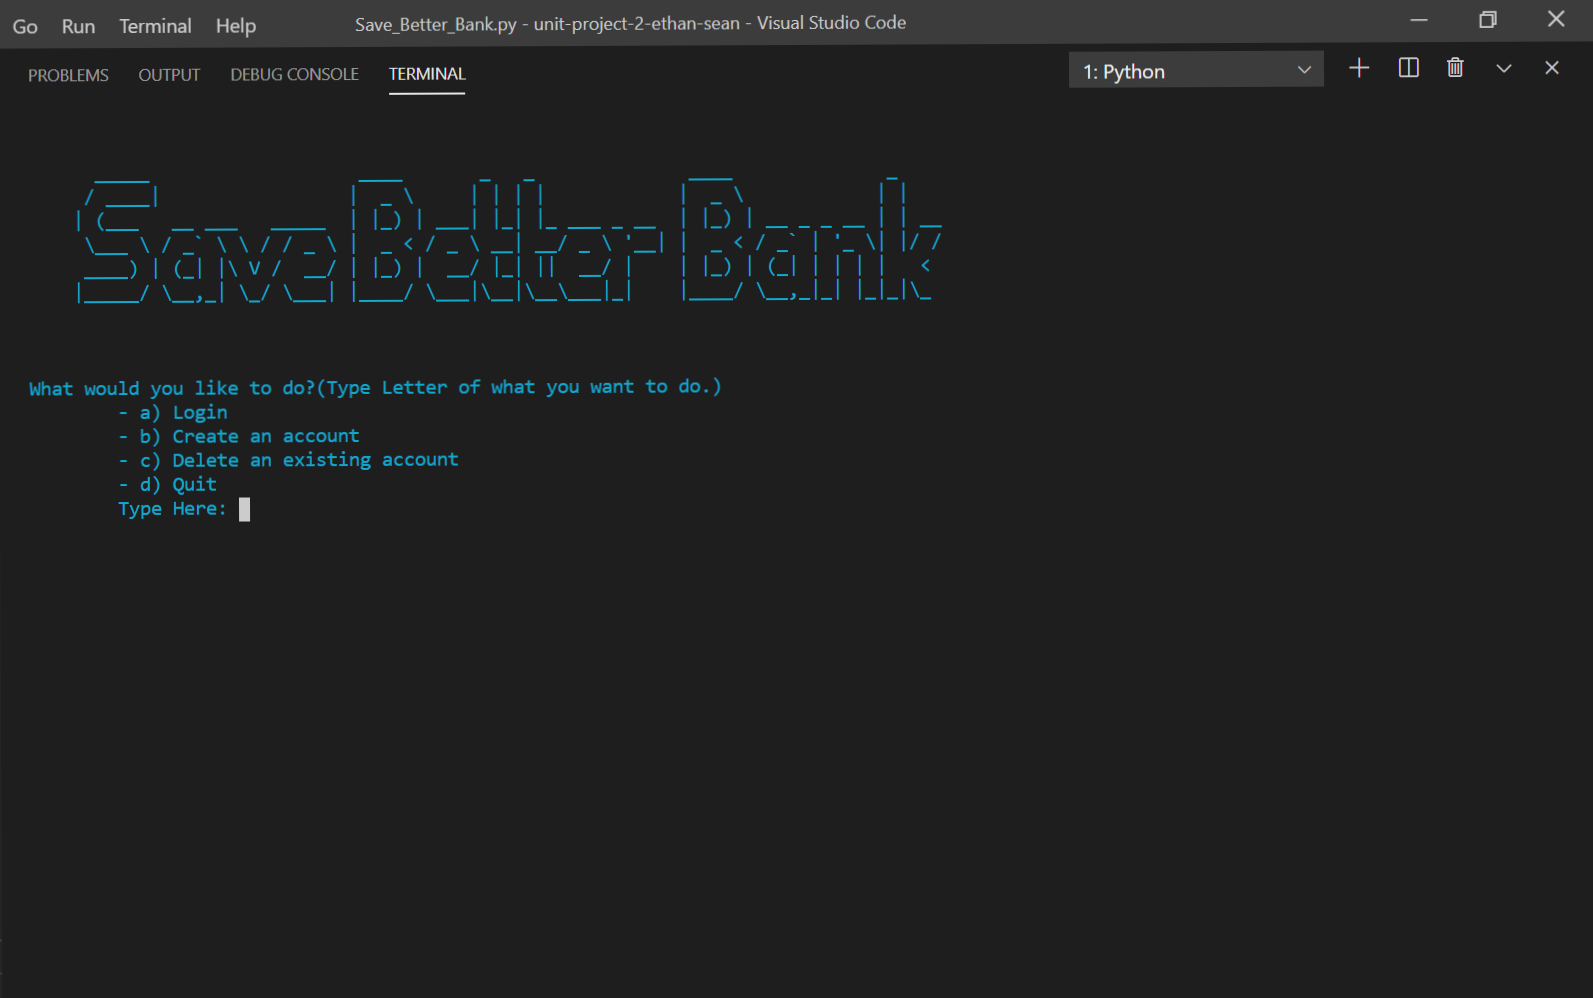 Go Run Terminal Help Save_Better_Bank.py - unit-project-2-ethan-sean - Visual Studio Code
PROBLEMS OUTPUT DEBUG CONSOLE TERMINAL 1: Python
Save Better Bank
What would you like to do?(Type Letter of what you want to do.)
- a) Login
- b) Create an account
- c) Delete an existing account
- d) Quit
Type Here: